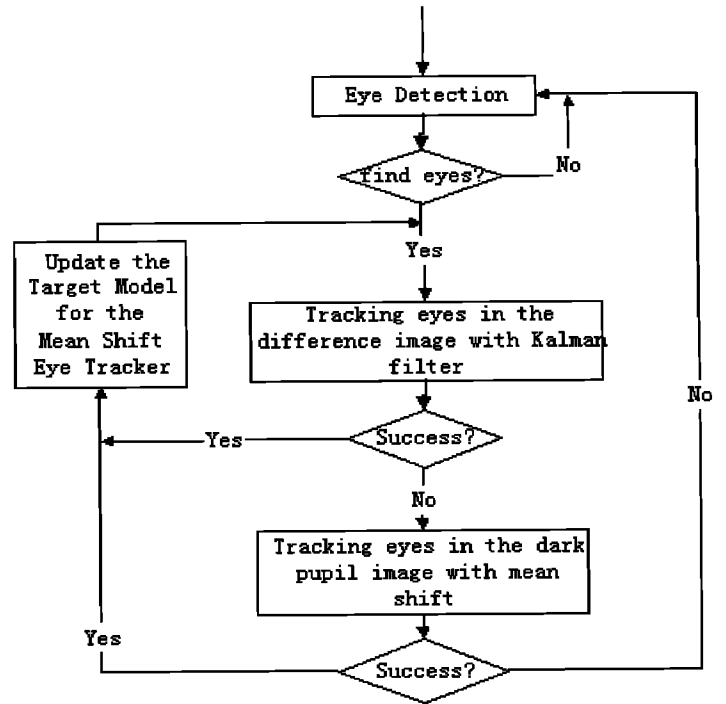 Eye Detection
find eyes?
No
Yes
Update the
Target Model
for the
Mean Shift
Eye Tracker
Tracking eyes in the
difference image with Kalman
filter
Success?
Yes
No
No
Tracking eyes in the dark
pupil image with mean
shift
Yes
Success?